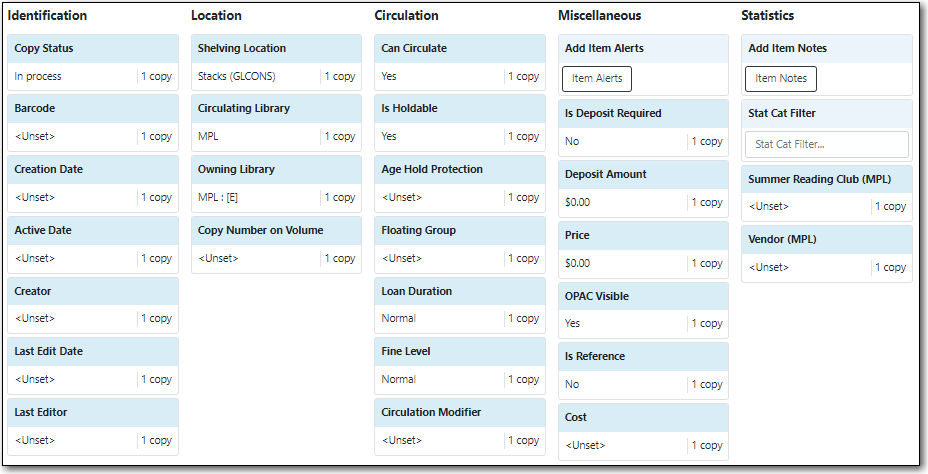 Identification
Copy Status
In process 1 copy
Barcode
<Unset> 1 copy
Creation Date
<Unset> 1 copy
Active Date
<Unset> 1 copy
Creator
<Unset> 1 copy
Last Edit Date
<Unset> 1 copy
Last Editor
<Unset> 1 copy
Location
Shelving Location
Stacks (GLCONS) 1 copy
Circulating Library
MPL 1 copy
Owning Library
MPL : [E] 1 copy
Copy Number on Volume
<Unset> 1 copy
Circulation
Can Circulate
Yes 1 copy
Is Holdable
Yes 1 copy
Age Hold Protection
<Unset> 1 copy
Floating Group
<Unset> 1 copy
Loan Duration
Normal 1 copy
Fine Level
Normal 1 copy
Circulation Modifier
<Unset> 1 copy
Miscellaneous
Add Item Alerts
Item Alerts
Is Deposit Required
No 1 copy
Deposit Amount
$0.00 1 copy
Price
$0.00 1 copy
OPAC Visible
Yes 1 copy
Is Reference
No 1 copy
Cost
<Unset> 1 copy
Statistics
Add Item Notes
Item Notes
Stat Cat Filter
Stat Cat Filter...
Summer Reading Club (MPL)
<Unset> 1 copy
Vendor (MPL)
<Unset> 1 copy